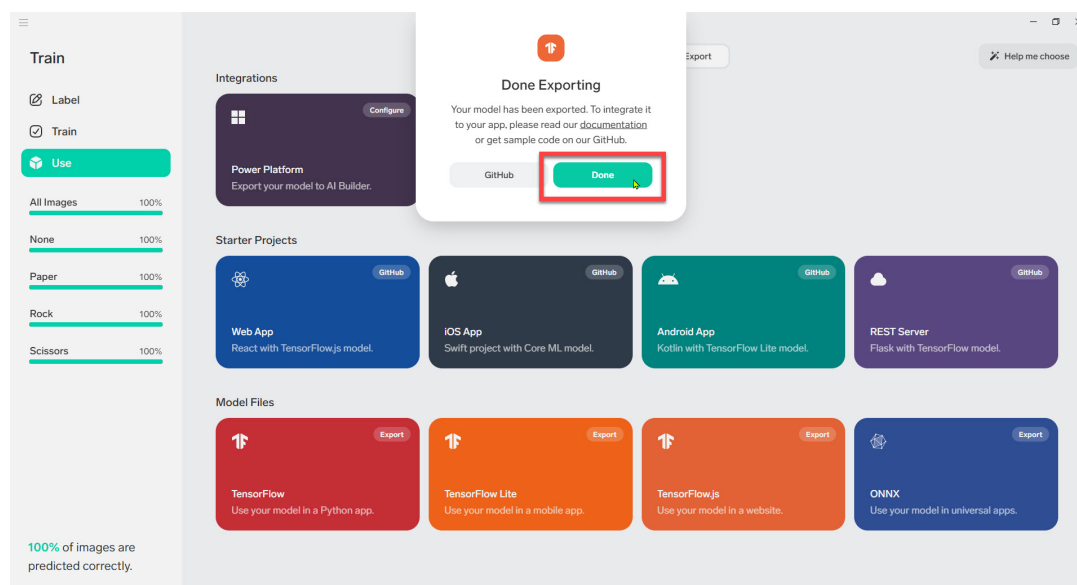 Train
Label
Train
Use
All Images 100%
None 100%
Paper 100%
Rock 100%
Scissors 100%
100% of images are
predicted correctly.
Export
Help me choose
Done Exporting
Your model has been exported. To integrate it
to your app, please read our documentation
or get sample code on our GitHub.
GitHub
Done
Integrations
Configure
Power Platform
Export your model to AI Builder.
Starter Projects
GitHub
Web App
React with TensorFlow.js model.
GitHub
iOS App
Swift project with Core ML model.
GitHub
Android App
Kotlin with TensorFlow Lite model.
GitHub
REST Server
Flask with TensorFlow model.
Model Files
Export
TensorFlow
Use your model in a Python app.
Export
TensorFlow Lite
Use your model in a mobile app.
Export
TensorFlow.js
Use your model in a website.
Export
ONNX
Use your model in universal apps.